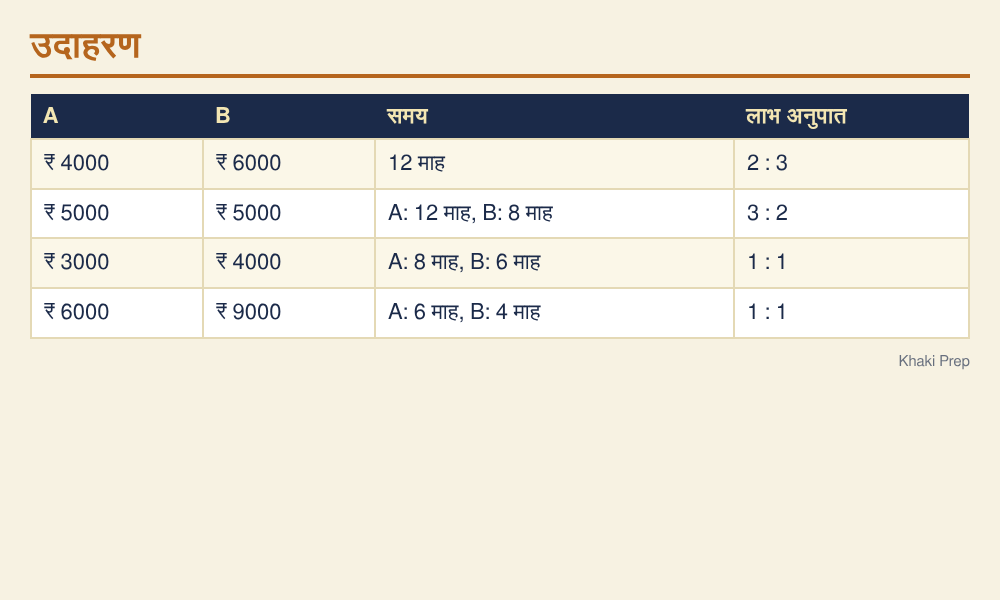 उदाहरण
A B समय लाभ अनुपात
₹ 4000 ₹ 6000 12 माह 2 : 3
₹ 5000 ₹ 5000 A: 12 माह, B: 8 माह 3 : 2
₹ 3000 ₹ 4000 A: 8 माह, B: 6 माह 1 : 1
₹ 6000 ₹ 9000 A: 6 माह, B: 4 माह 1 : 1
Khaki Prep